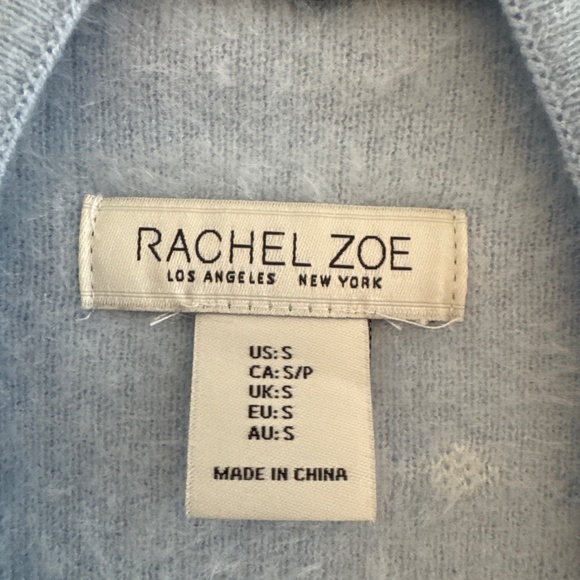 RACHEL ZOE
LOS ANGELES NEW YORK
US: S
CA: S/P
UK: S
EU: S
AU: S
MADE IN CHINA